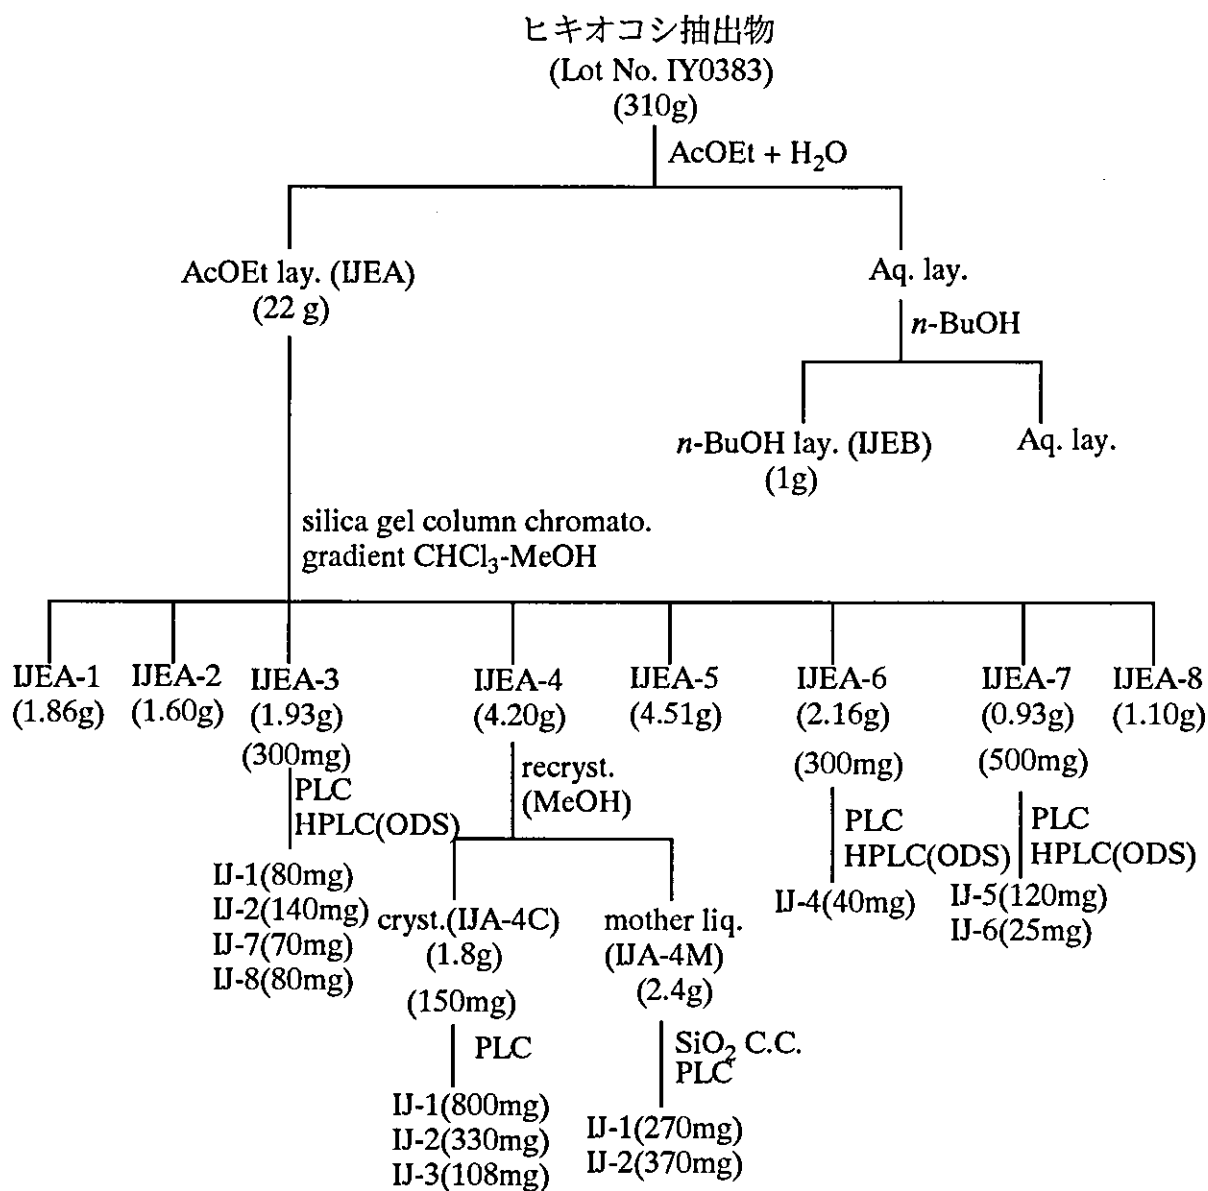 ヒキオコシ抽出物
(Lot No. IY0383)
(310g)
AcOEt + H₂O
AcOEt lay. (IJEA)
(22 g)
Aq. lay.
n-BuOH
n-BuOH lay. (IJEB)
(1g)
Aq. lay.
silica gel column chromato.
gradient CHCl₃-MeOH
IJEA-1
(1.86g)
IJEA-2
(1.60g)
IJEA-3
(1.93g)
(300mg)
PLC
HPLC(ODS)
IJ-1(80mg)
IJ-2(140mg)
IJ-7(70mg)
IJ-8(80mg)
IJEA-4
(4.20g)
recryst.
(MeOH)
cryst.(IJA-4C)
(1.8g)
(150mg)
PLC
IJ-1(800mg)
IJ-2(330mg)
IJ-3(108mg)
mother liq.
(IJA-4M)
(2.4g)
SiO₂ C.C.
PLC
IJ-1(270mg)
IJ-2(370mg)
IJEA-5
(4.51g)
IJEA-6
(2.16g)
(300mg)
PLC
HPLC(ODS)
IJ-4(40mg)
IJEA-7
(0.93g)
(500mg)
PLC
HPLC(ODS)
IJ-5(120mg)
IJ-6(25mg)
IJEA-8
(1.10g)